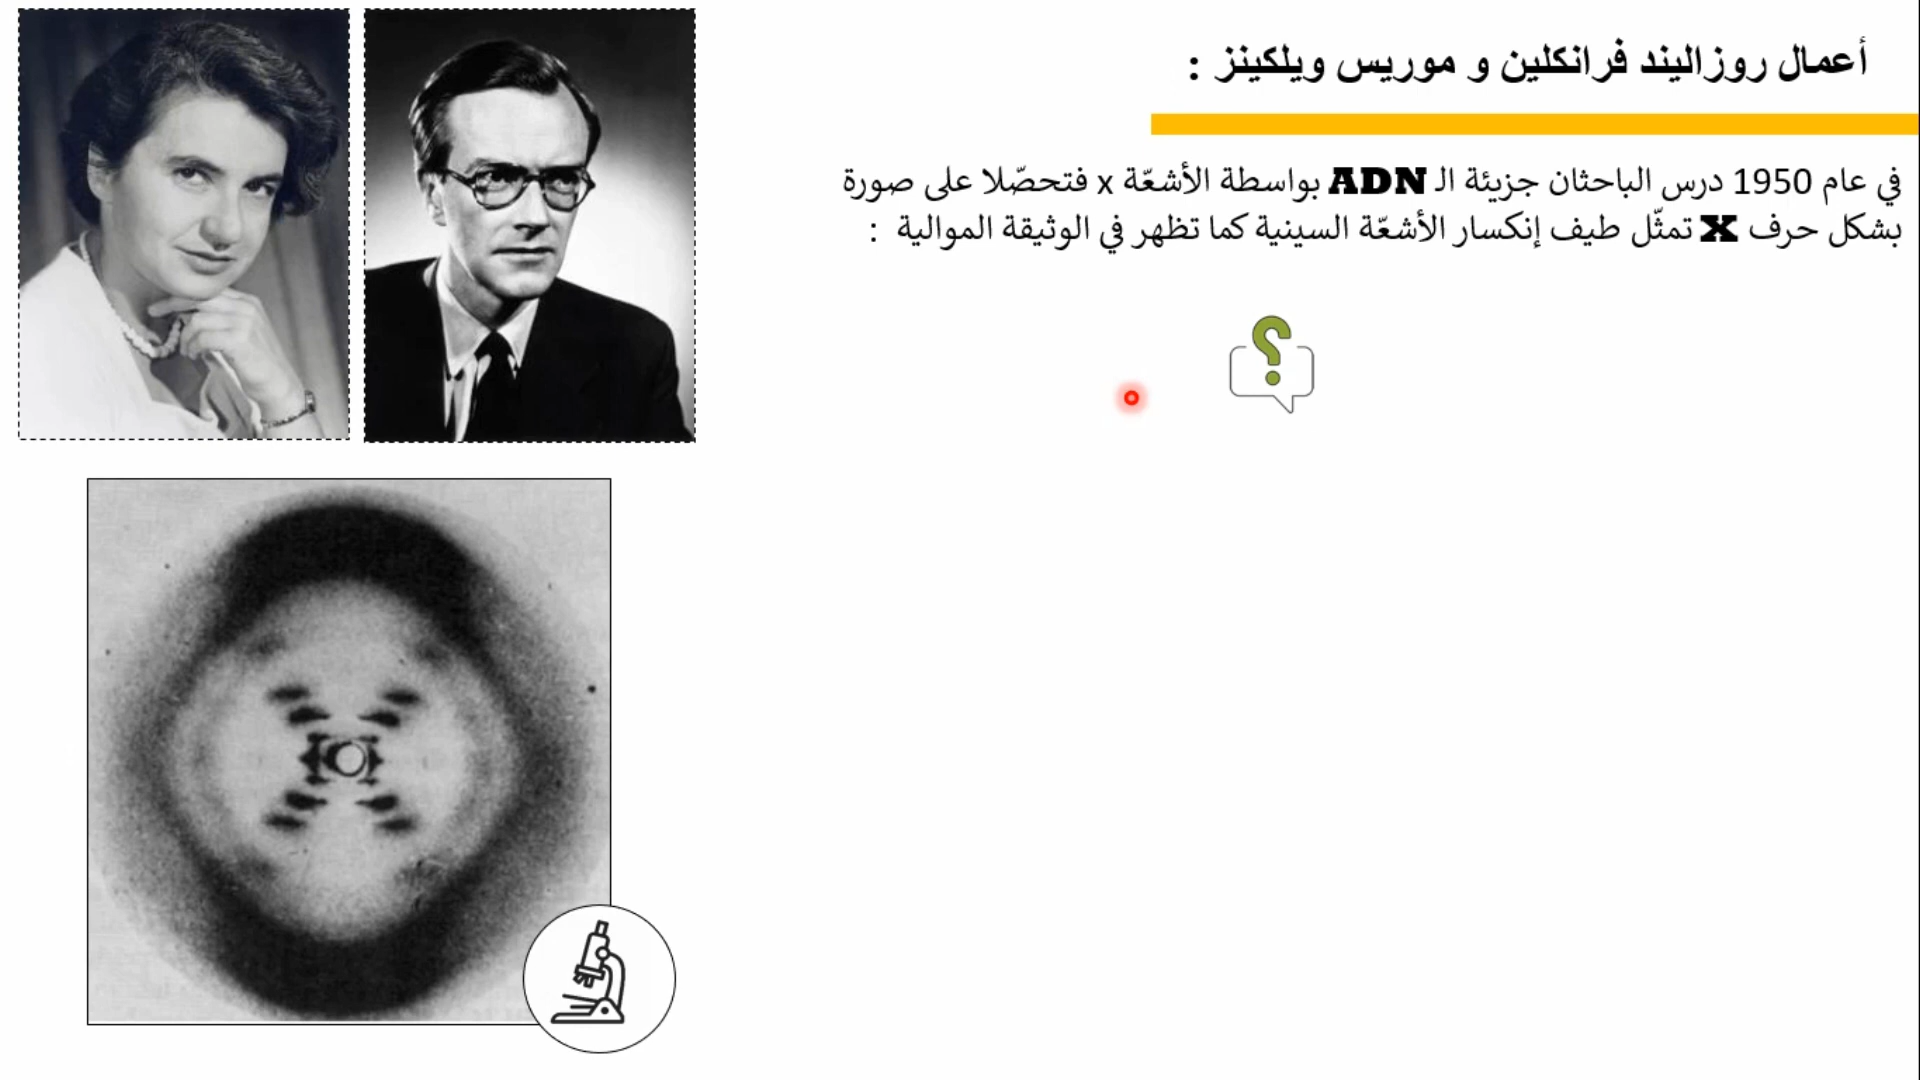 أعمال روزاليند فرانكلين و موريس ويلكينز :
في عام 1950 درس الباحثان جزيئة الـ ADN بواسطة الأشعّة x فتحصّلا على صورة
بشكل حرف X تمثّل طيف إنكسار الأشعّة السينية كما تظهر في الوثيقة الموالية :
?